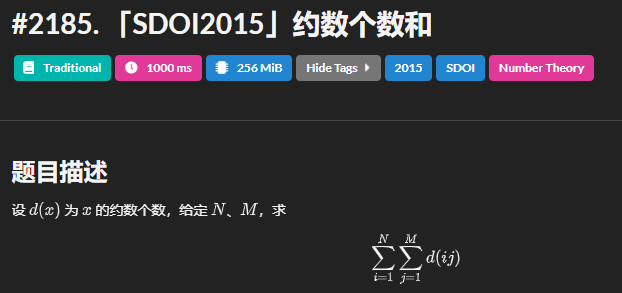 #2185. 「SDOI2015」约数个数和
Traditional 1000 ms 256 MiB Hide Tags 2015 SDOI Number Theory
题目描述
设 d(x) 为 x 的约数个数，给定 N、M，求
$$\sum_{i=1}^{N}\sum_{j=1}^{M} d(ij)$$